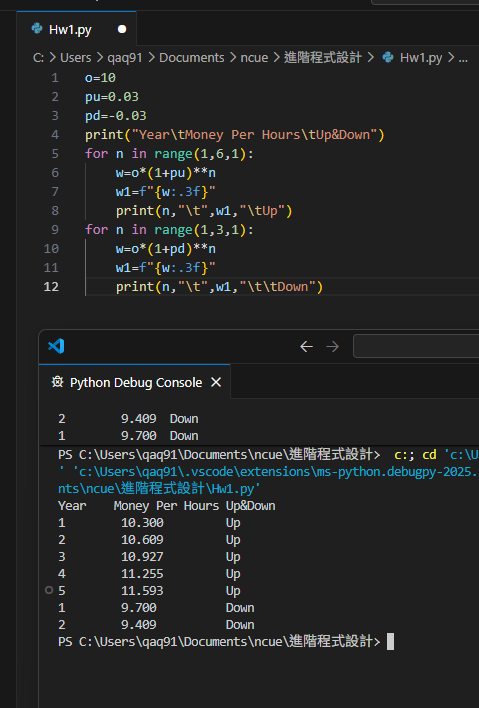 Hw1.py
C: > Users > qaq91 > Documents > ncue > 進階程式設計 > Hw1.py > ...
1 o=10
2 pu=0.03
3 pd=-0.03
4 print("Year\tMoney Per Hours\tUp&Down")
5 for n in range(1,6,1):
6 w=o*(1+pu)**n
7 w1=f"{w:.3f}"
8 print(n,"\t",w1,"\tUp")
9 for n in range(1,3,1):
10 w=o*(1+pd)**n
11 w1=f"{w:.3f}"
12 print(n,"\t",w1,"\t\tDown")
Python Debug Console
2 9.409 Down
1 9.700 Down
PS C:\Users\qaq91\Documents\ncue\進階程式設計> c:; cd 'c:\U
' 'c:\Users\qaq91\.vscode\extensions\ms-python.debugpy-2025.
nts\ncue\進階程式設計\Hw1.py'
Year Money Per Hours Up&Down
1 10.300 Up
2 10.609 Up
3 10.927 Up
4 11.255 Up
5 11.593 Up
1 9.700 Down
2 9.409 Down
PS C:\Users\qaq91\Documents\ncue\進階程式設計>